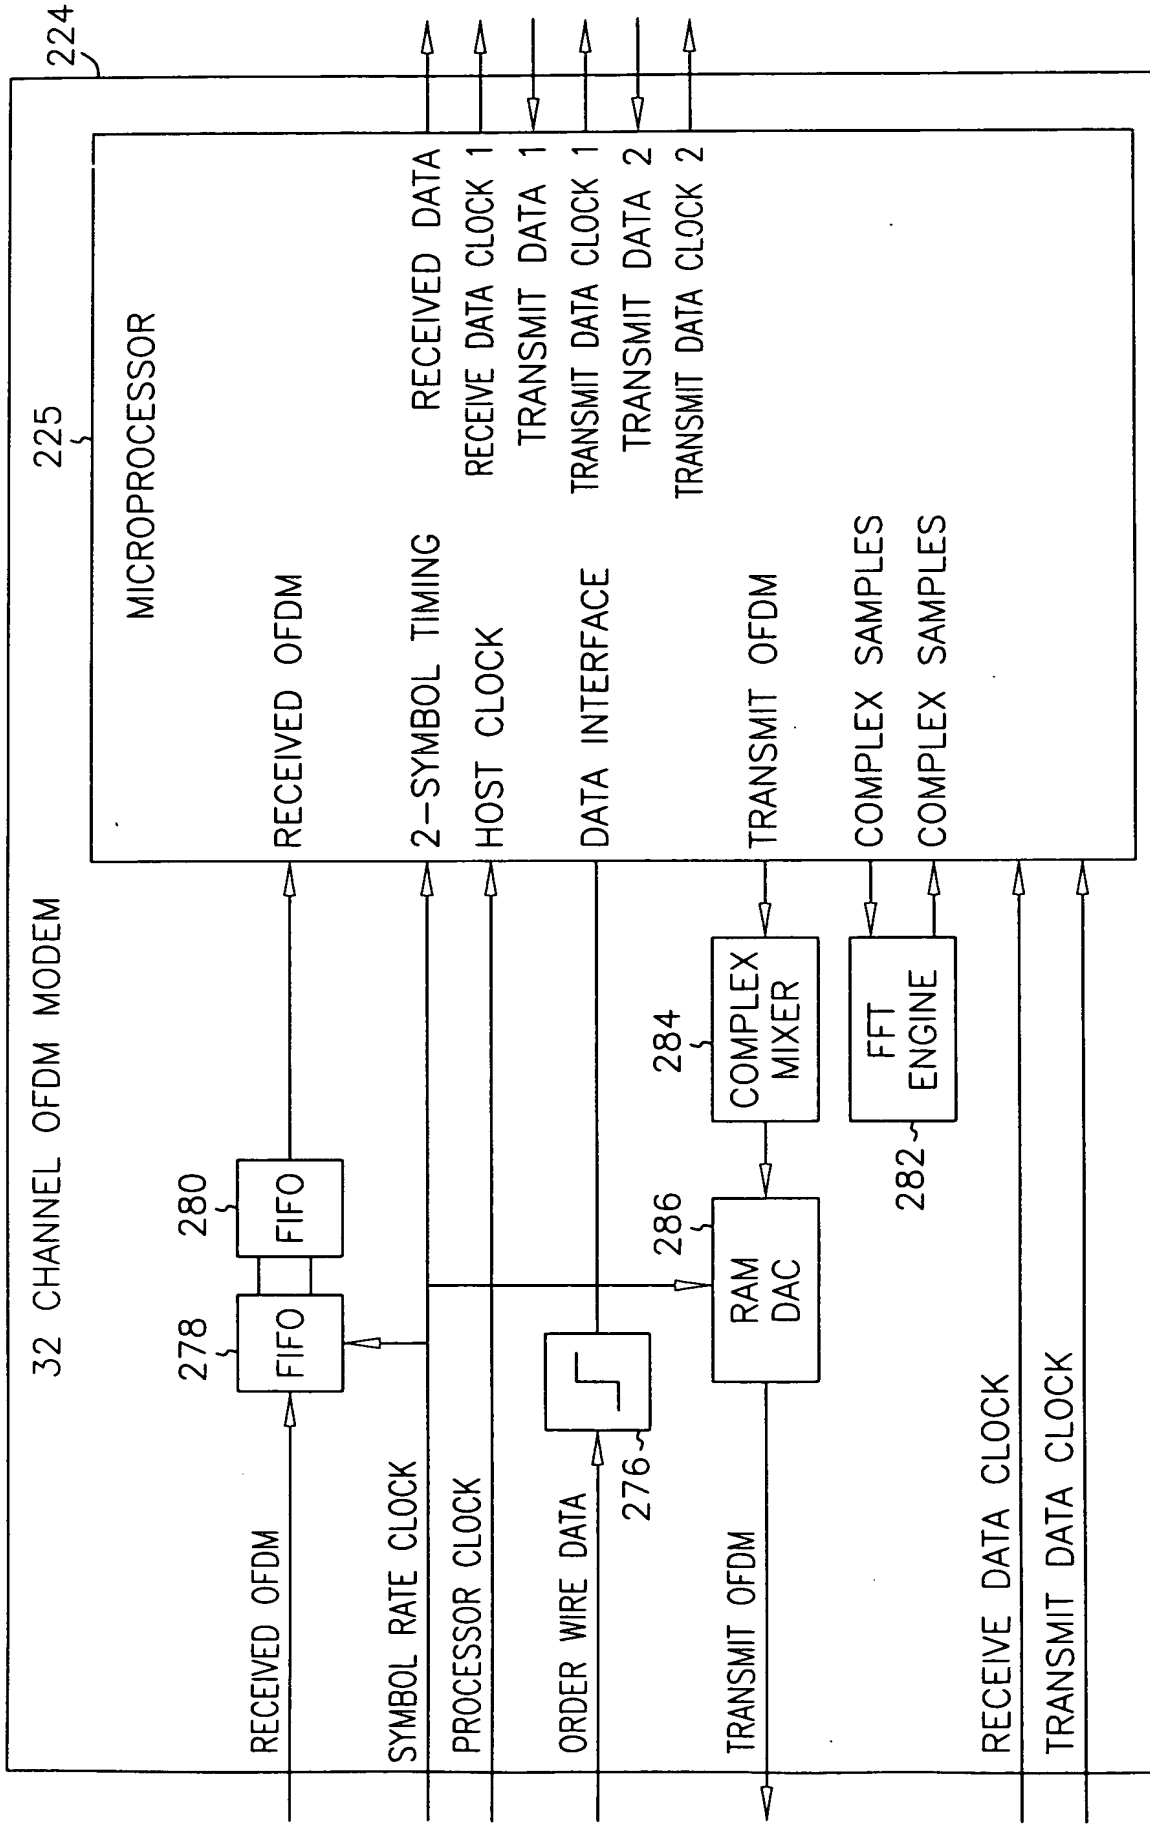 32 CHANNEL OFDM MODEM
224
225
MICROPROCESSOR
RECEIVED OFDM
278
FIFO
280
FIFO
RECEIVED OFDM
SYMBOL RATE CLOCK
2-SYMBOL TIMING
RECEIVED DATA
PROCESSOR CLOCK
HOST CLOCK
RECEIVE DATA CLOCK 1
TRANSMIT DATA 1
ORDER WIRE DATA
276
DATA INTERFACE
TRANSMIT DATA CLOCK 1
TRANSMIT DATA 2
TRANSMIT DATA CLOCK 2
TRANSMIT OFDM
286
RAM
DAC
284
COMPLEX
MIXER
TRANSMIT OFDM
282
FFT
ENGINE
COMPLEX SAMPLES
COMPLEX SAMPLES
RECEIVE DATA CLOCK
TRANSMIT DATA CLOCK